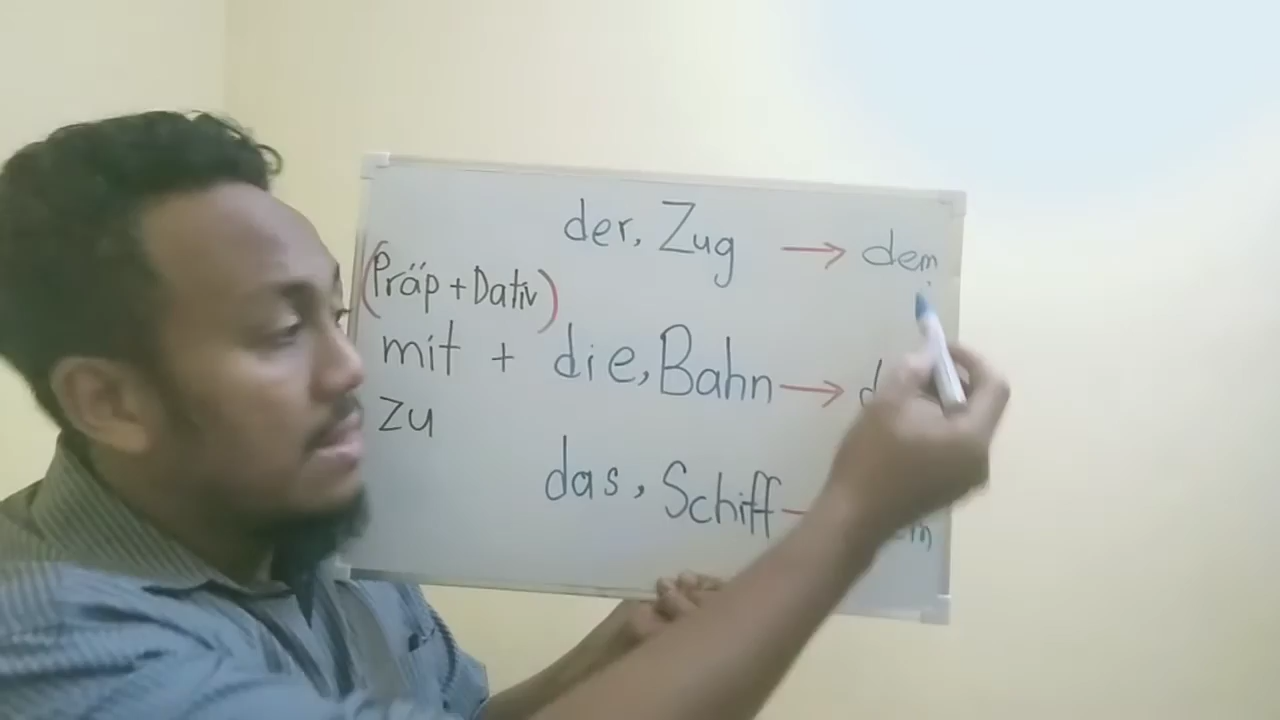 der, Zug → dem
(Präp + Dativ)
mit + die, Bahn →
zu
das, Schiff